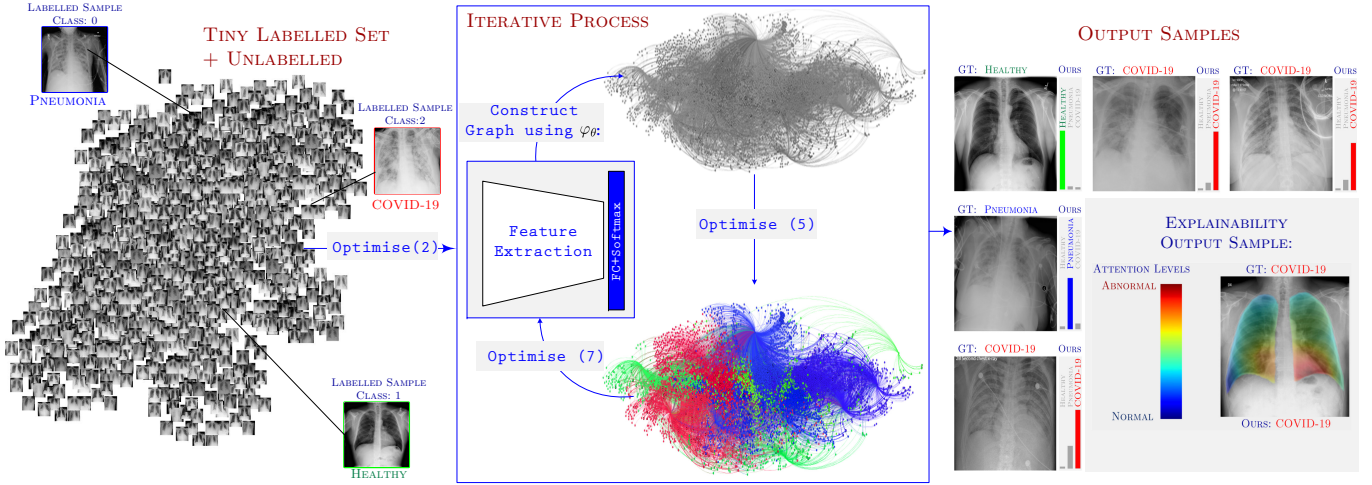 LABELLED SAMPLE
CLASS: 0
PNEUMONIA
TINY LABELLED SET
+ UNLABELLED
LABELLED SAMPLE
CLASS:2
COVID-19
Optimise(2)
LABELLED SAMPLE
CLASS: 1
HEALTHY
ITERATIVE PROCESS
Construct
Graph using φθ:
Feature
Extraction
FC+Softmax
Optimise (5)
Optimise (7)
OUTPUT SAMPLES
GT: HEALTHY
OURS
HEALTHY
PNEUMONIA
COVID-19
GT: COVID-19
OURS
HEALTHY
PNEUMONIA
COVID-19
GT: COVID-19
OURS
HEALTHY
PNEUMONIA
COVID-19
GT: PNEUMONIA
OURS
HEALTHY
PNEUMONIA
COVID-19
GT: COVID-19
OURS
HEALTHY
PNEUMONIA
COVID-19
EXPLAINABILITY
OUTPUT SAMPLE:
ATTENTION LEVELS
ABNORMAL
NORMAL
GT: COVID-19
OURS: COVID-19